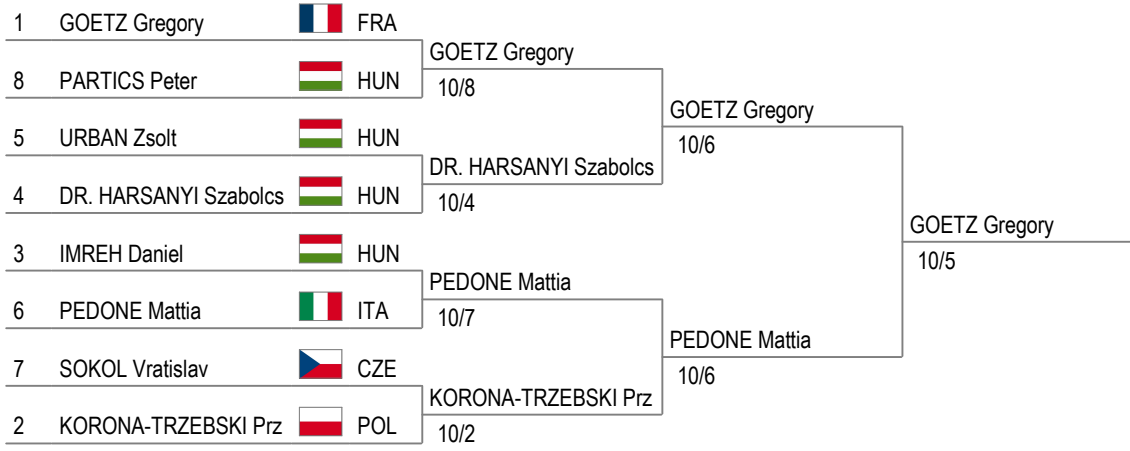 1 GOETZ Gregory FRA
8 PARTICS Peter HUN
5 URBAN Zsolt HUN
4 DR. HARSANYI Szabolcs HUN
3 IMREH Daniel HUN
6 PEDONE Mattia ITA
7 SOKOL Vratislav CZE
2 KORONA-TRZEBSKI Prz POL
GOETZ Gregory
10/8
DR. HARSANYI Szabolcs
10/4
PEDONE Mattia
10/7
KORONA-TRZEBSKI Prz
10/2
GOETZ Gregory
10/6
PEDONE Mattia
10/6
GOETZ Gregory
10/5